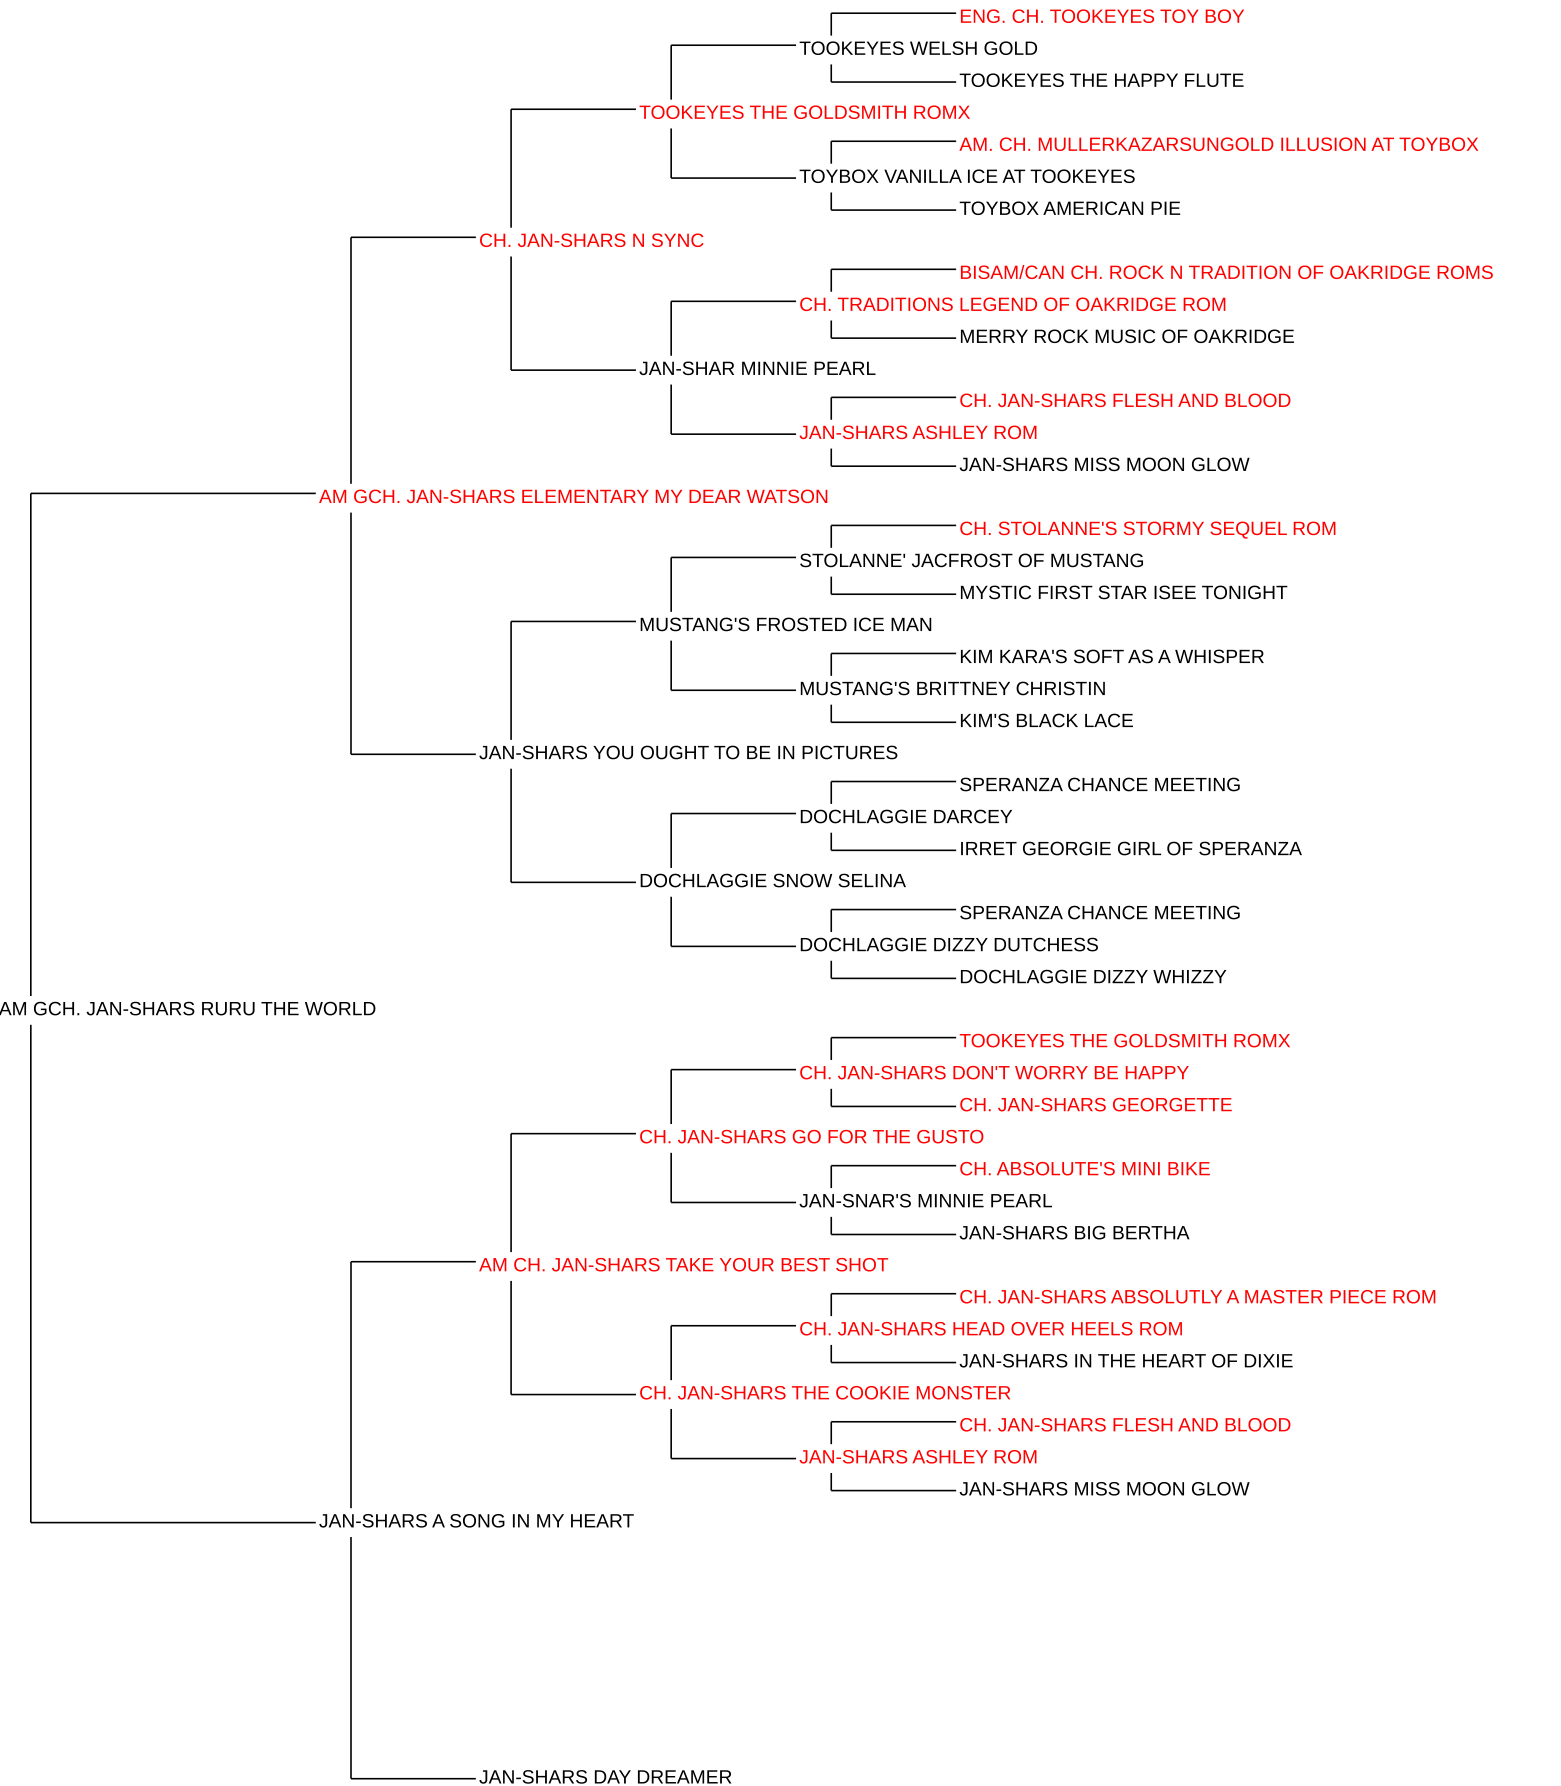 ENG. CH. TOOKEYES TOY BOY
TOOKEYES WELSH GOLD
TOOKEYES THE HAPPY FLUTE
TOOKEYES THE GOLDSMITH ROMX
AM. CH. MULLERKAZARSUNGOLD ILLUSION AT TOYBOX
TOYBOX VANILLA ICE AT TOOKEYES
TOYBOX AMERICAN PIE
CH. JAN-SHARS N SYNC
BISAM/CAN CH. ROCK N TRADITION OF OAKRIDGE ROMS
CH. TRADITIONS LEGEND OF OAKRIDGE ROM
MERRY ROCK MUSIC OF OAKRIDGE
JAN-SHAR MINNIE PEARL
CH. JAN-SHARS FLESH AND BLOOD
JAN-SHARS ASHLEY ROM
JAN-SHARS MISS MOON GLOW
AM GCH. JAN-SHARS ELEMENTARY MY DEAR WATSON
CH. STOLANNE'S STORMY SEQUEL ROM
STOLANNE' JACFROST OF MUSTANG
MYSTIC FIRST STAR ISEE TONIGHT
MUSTANG'S FROSTED ICE MAN
KIM KARA'S SOFT AS A WHISPER
MUSTANG'S BRITTNEY CHRISTIN
KIM'S BLACK LACE
JAN-SHARS YOU OUGHT TO BE IN PICTURES
SPERANZA CHANCE MEETING
DOCHLAGGIE DARCEY
IRRET GEORGIE GIRL OF SPERANZA
DOCHLAGGIE SNOW SELINA
SPERANZA CHANCE MEETING
DOCHLAGGIE DIZZY DUTCHESS
DOCHLAGGIE DIZZY WHIZZY
AM GCH. JAN-SHARS RURU THE WORLD
TOOKEYES THE GOLDSMITH ROMX
CH. JAN-SHARS DON'T WORRY BE HAPPY
CH. JAN-SHARS GEORGETTE
CH. JAN-SHARS GO FOR THE GUSTO
CH. ABSOLUTE'S MINI BIKE
JAN-SNAR'S MINNIE PEARL
JAN-SHARS BIG BERTHA
AM CH. JAN-SHARS TAKE YOUR BEST SHOT
CH. JAN-SHARS ABSOLUTLY A MASTER PIECE ROM
CH. JAN-SHARS HEAD OVER HEELS ROM
JAN-SHARS IN THE HEART OF DIXIE
CH. JAN-SHARS THE COOKIE MONSTER
CH. JAN-SHARS FLESH AND BLOOD
JAN-SHARS ASHLEY ROM
JAN-SHARS MISS MOON GLOW
JAN-SHARS A SONG IN MY HEART
JAN-SHARS DAY DREAMER